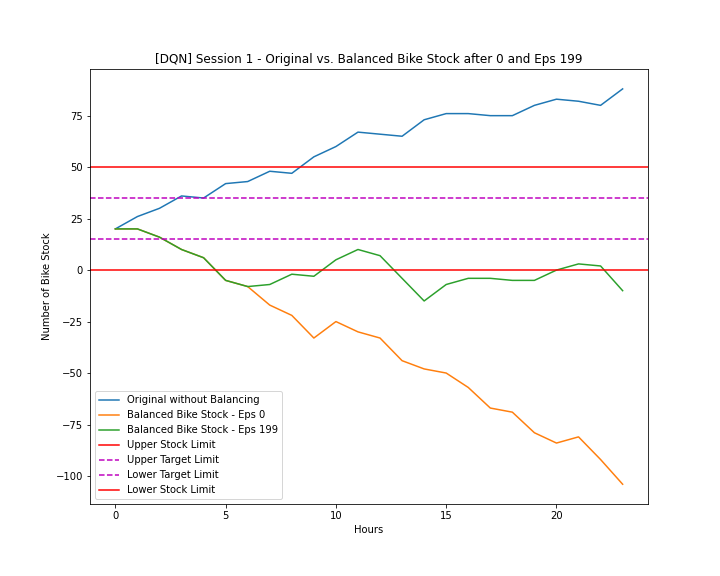 [DQN] Session 1 - Original vs. Balanced Bike Stock after 0 and Eps 199
75
50
25
0
−25
−50
−75
−100
Number of Bike Stock
Original without Balancing
Balanced Bike Stock - Eps 0
Balanced Bike Stock - Eps 199
Upper Stock Limit
Upper Target Limit
Lower Target Limit
Lower Stock Limit
0
5
10
15
20
Hours